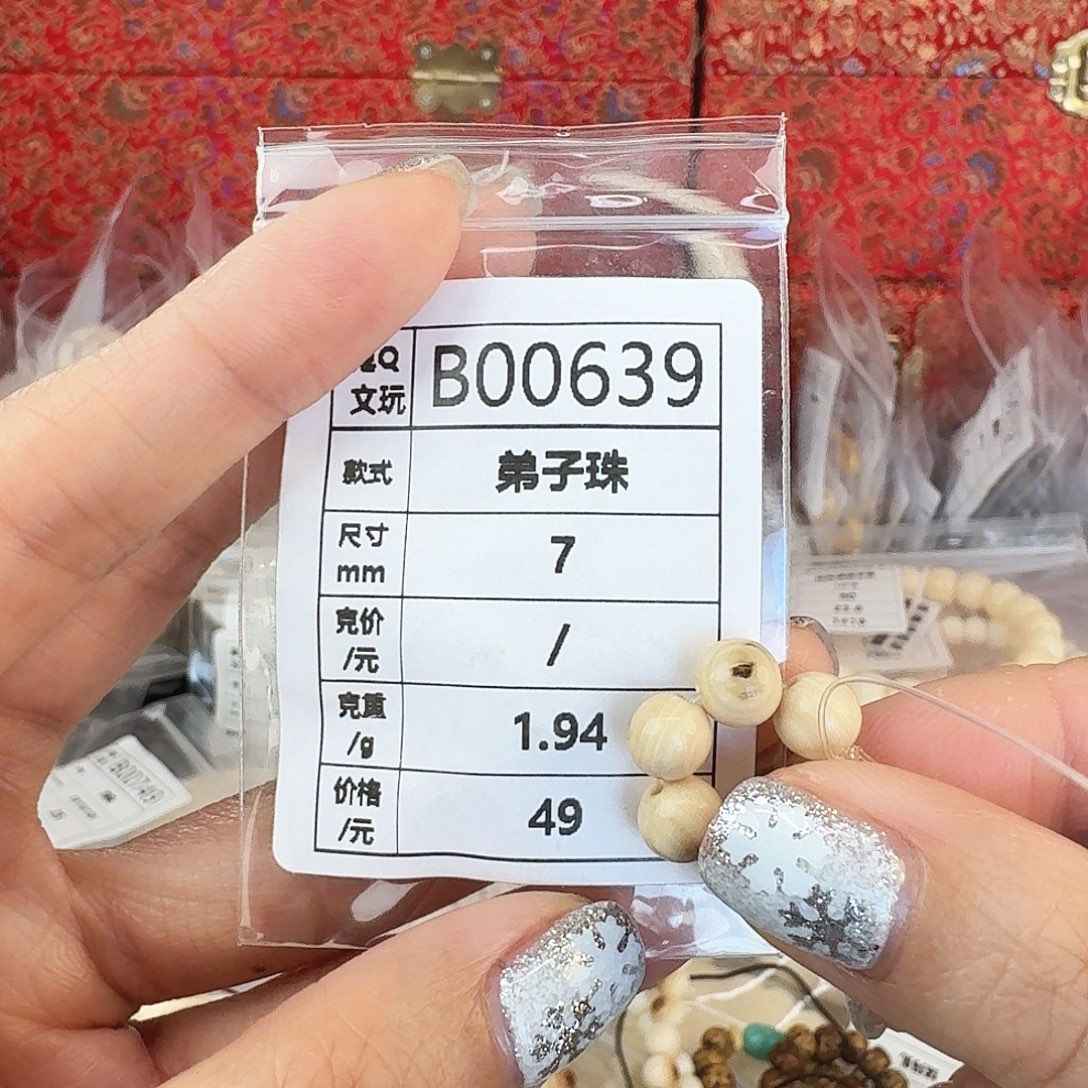 Q B00639
文玩
款式 弟子珠
尺寸 7
mm
克价 /
/元
克重 1.94
/g
价格 49
/元